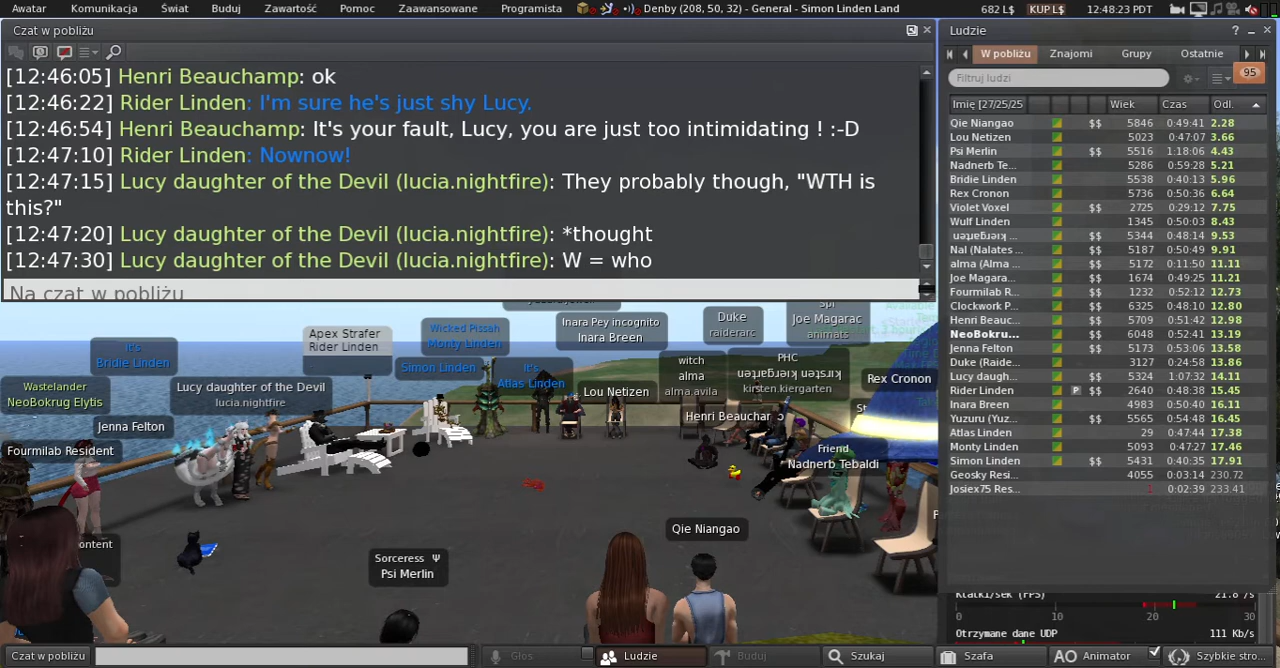 Awatar Komunikacja Świat Buduj Zawartość Pomoc Zaawansowane Programista Denby (208, 50, 32) - General - Simon Linden Land 682 L$ KUP L$ 12:48:23 PDT
Czat w pobliżu
[12:46:05] Henri Beauchamp: ok
[12:46:22] Rider Linden: I'm sure he's just shy Lucy.
[12:46:54] Henri Beauchamp: It's your fault, Lucy, you are just too intimidating ! :-D
[12:47:10] Rider Linden: Nownow!
[12:47:15] Lucy daughter of the Devil (lucia.nightfire): They probably though, "WTH is
this?"
[12:47:20] Lucy daughter of the Devil (lucia.nightfire): *thought
[12:47:30] Lucy daughter of the Devil (lucia.nightfire): W = who
Na czat w pobliżu
Duke
raiderarc
Joe Magarac
animats
Inara Pey incognito
Inara Breen
Wicked Pissah
Monty Linden
Apex Strafer
Rider Linden
It's
Bridie Linden
Simon Linden
It's
Atlas Linden
witch
alma
alma.avila
PHC
kirsten.kiergarten
Rex Cronon
Wastelander
NeoBokrug Elytis
Lucy daughter of the Devil
lucia.nightfire
Lou Netizen
Henri Beauchar
Jenna Felton
Fourmilab Resident
Friend
Nadnerb Tebaldi
Qie Niangao
Sorceress Ψ
Psi Merlin
Ludzie
W pobliżu Znajomi Grupy Ostatnie
Filtruj ludzi
95
Imię [27/25/25 Wiek Czas Odl.
Qie Niangao $$ 5846 0:49:41 2.28
Lou Netizen 5023 0:47:07 3.66
Psi Merlin $$ 5516 1:18:06 4.43
Nadnerb Te... 5286 0:59:28 5.21
Bridie Linden 5538 0:40:13 5.96
Rex Cronon 5736 0:50:36 6.64
Violet Voxel $$ 2725 0:29:12 7.75
Wulf Linden 1345 0:50:03 8.43
$$ 5344 0:48:14 9.53
Nal (Nalates ... $$ 5187 0:50:49 9.91
alma (Alma ... $$ 5172 0:11:50 11.11
Joe Magara... $$ 1674 0:49:25 11.21
Fourmilab R... $$ 1232 0:52:12 12.73
Clockwork P... $$ 6325 0:48:10 12.80
Henri Beauc... $$ 5709 0:51:42 12.98
NeoBokru... $$ 6048 0:52:41 13.19
Jenna Felton $$ 5173 0:53:06 13.58
Duke (Raide... $$ 3127 0:24:58 13.86
Lucy daugh... $$ 5324 1:07:32 14.11
Rider Linden P $$ 2640 0:48:38 15.45
Inara Breen 4983 0:50:40 16.11
Yuzuru (Yuz... $$ 5565 0:54:48 16.45
Atlas Linden 29 0:47:44 17.38
Monty Linden 5093 0:47:27 17.46
Simon Linden $$ 5431 0:40:35 17.91
Geosky Resi... 4055 0:03:14 230.72
Josiex75 Res... 1 0:02:39 233.41
Klatki/sek (FPS) 21.8 /s
0 10 20 30
Otrzymane dane UDP 111 Kb/s
Czat w pobliżu Głos Ludzie Buduj Szukaj Szafa AO Animator Szybkie stro...